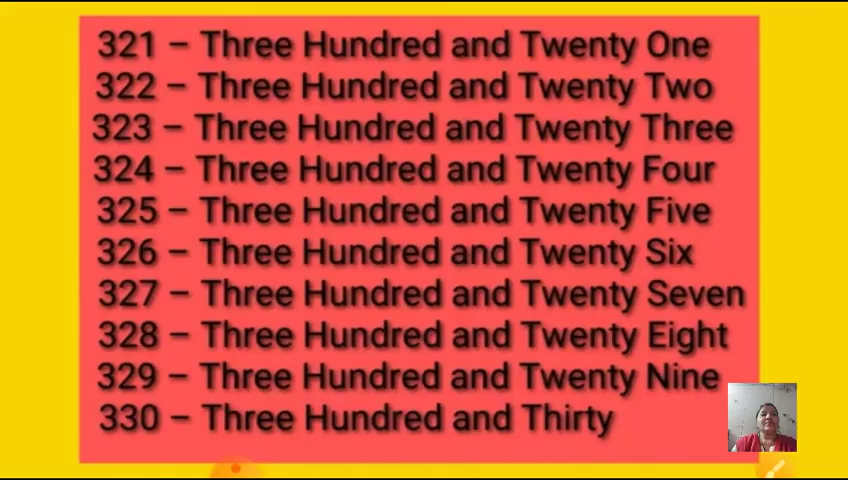 321 – Three Hundred and Twenty One
322 – Three Hundred and Twenty Two
323 – Three Hundred and Twenty Three
324 – Three Hundred and Twenty Four
325 – Three Hundred and Twenty Five
326 – Three Hundred and Twenty Six
327 – Three Hundred and Twenty Seven
328 – Three Hundred and Twenty Eight
329 – Three Hundred and Twenty Nine
330 – Three Hundred and Thirty